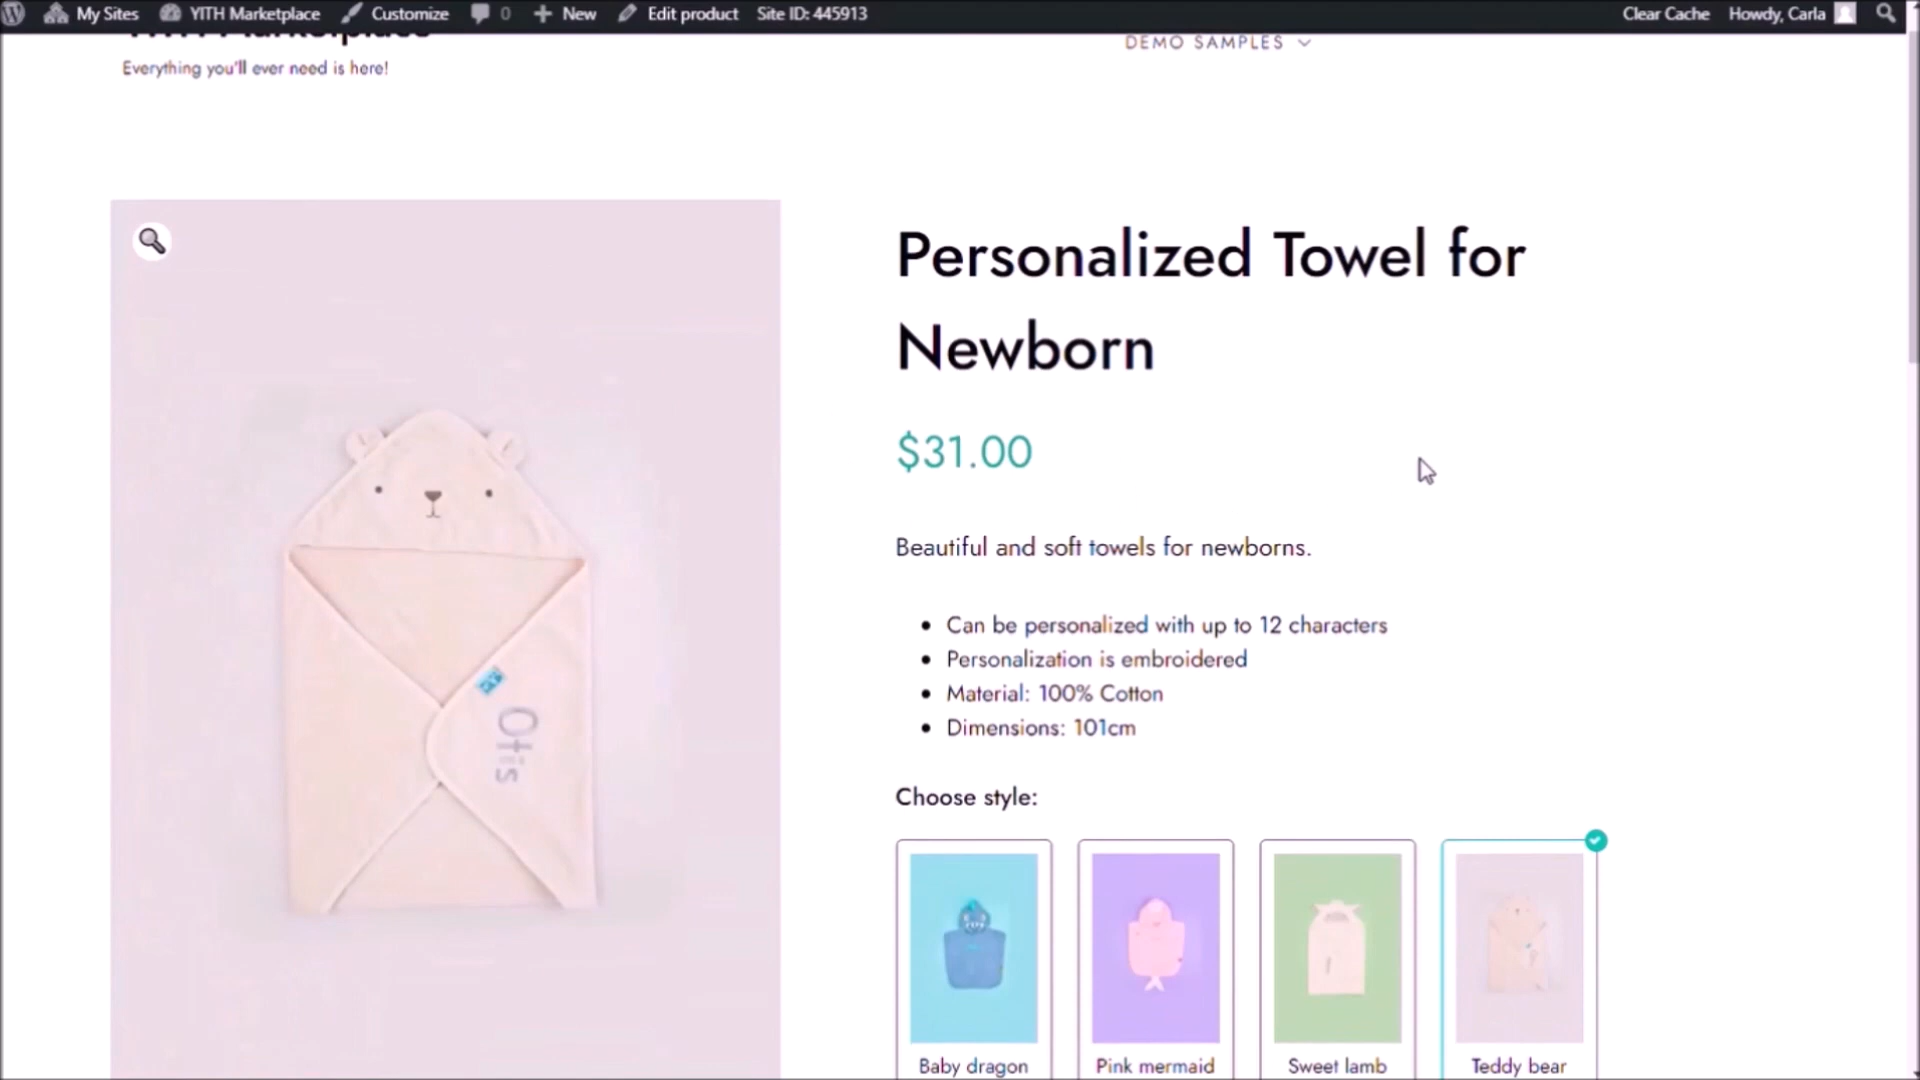 My Sites YITH Marketplace Customize 0 New Edit product Site ID: 445913 Clear Cache Howdy, Carla
YITH Marketplace
DEMO SAMPLES
Everything you'll ever need is here!
Personalized Towel for
Newborn
$31.00
Beautiful and soft towels for newborns.
Can be personalized with up to 12 characters
Personalization is embroidered
Material: 100% Cotton
Dimensions: 101cm
Otis
Choose style:
Baby dragon Pink mermaid Sweet lamb Teddy bear